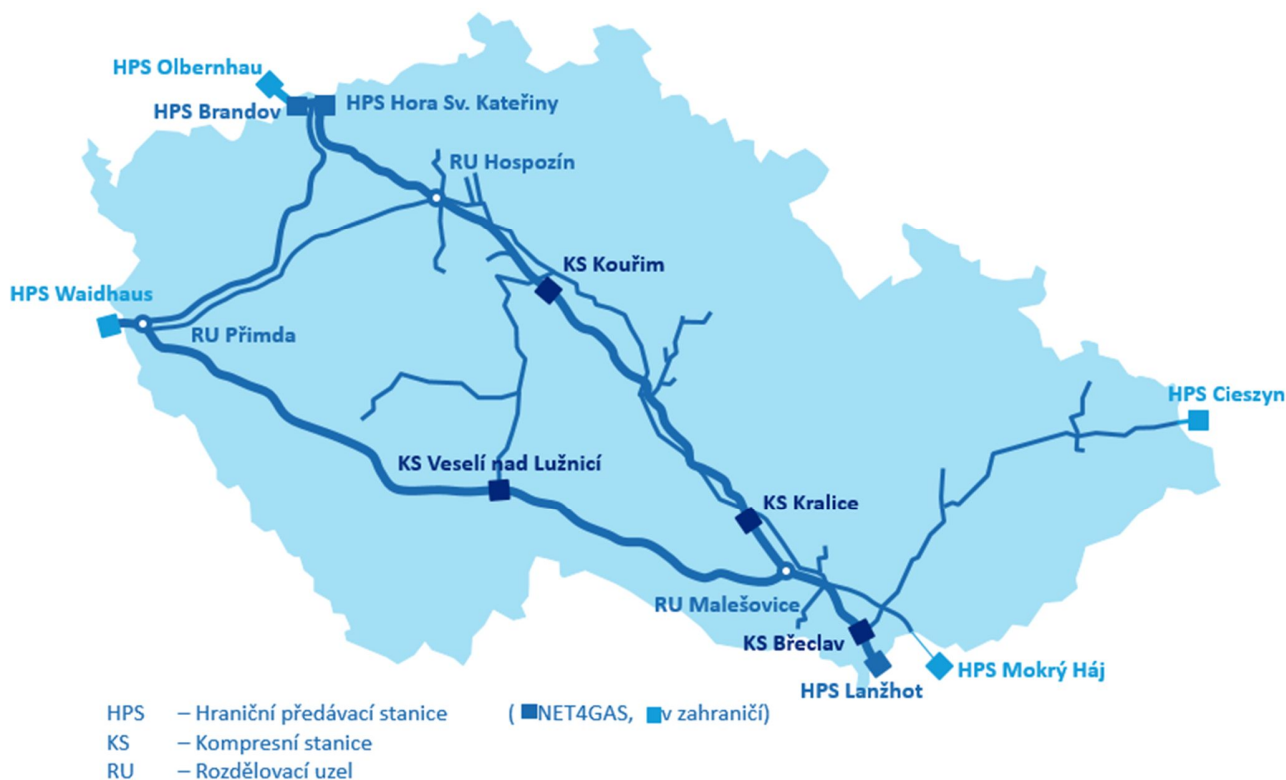 HPS Olbernhau
HPS Brandov
HPS Hora Sv. Kateřiny
RU Hospozín
KS Kouřim
HPS Waidhaus
RU Přimda
HPS Cieszyn
KS Veselí nad Lužnicí
KS Kralice
RU Malešovice
KS Břeclav
HPS Mokrý Háj
HPS Lanžhot
HPS – Hraniční předávací stanice ( NET4GAS, v zahraničí)
KS – Kompresní stanice
RU – Rozdělovací uzel